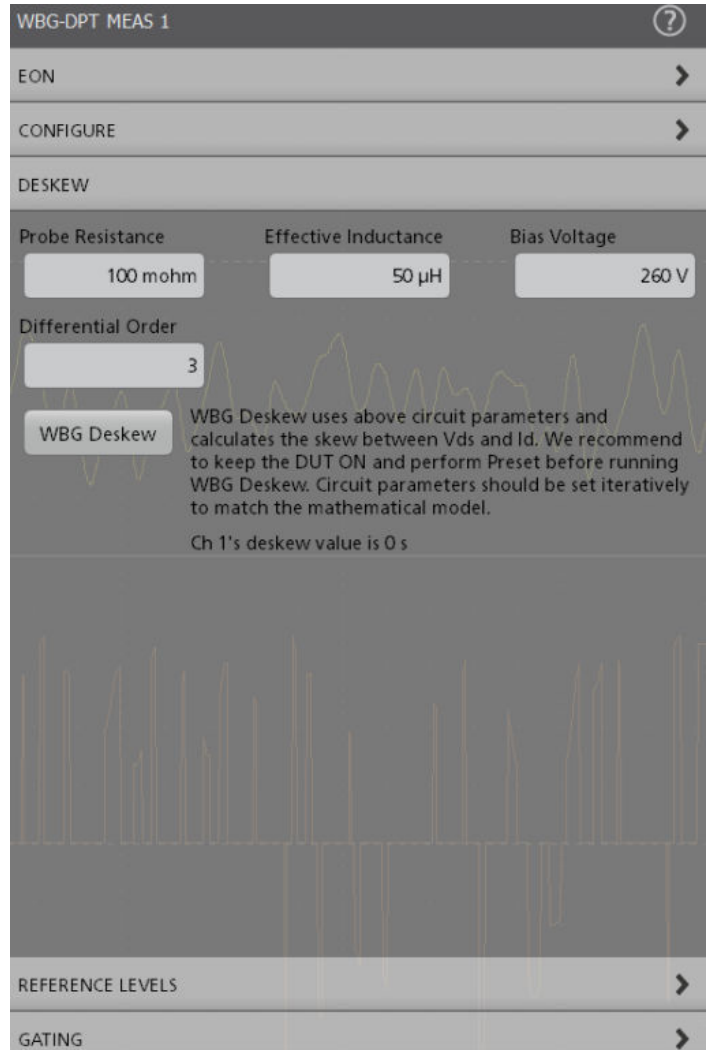 WBG-DPT MEAS 1
?
EON
CONFIGURE
DESKEW
Probe Resistance Effective Inductance Bias Voltage
100 mohm 50 µH 260 V
Differential Order
3
WBG Deskew
WBG Deskew uses above circuit parameters and
calculates the skew between Vds and Id. We recommend
to keep the DUT ON and perform Preset before running
WBG Deskew. Circuit parameters should be set iteratively
to match the mathematical model.
Ch 1's deskew value is 0 s
REFERENCE LEVELS
GATING